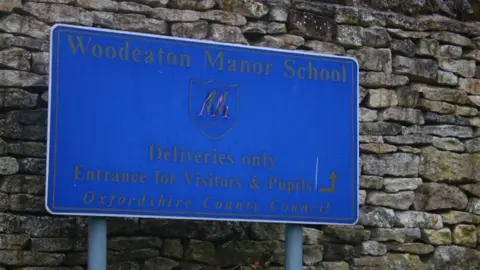 Woodeaton Manor School
Deliveries only
Entrance for Visitors & Pupils
Oxfordshire County Council